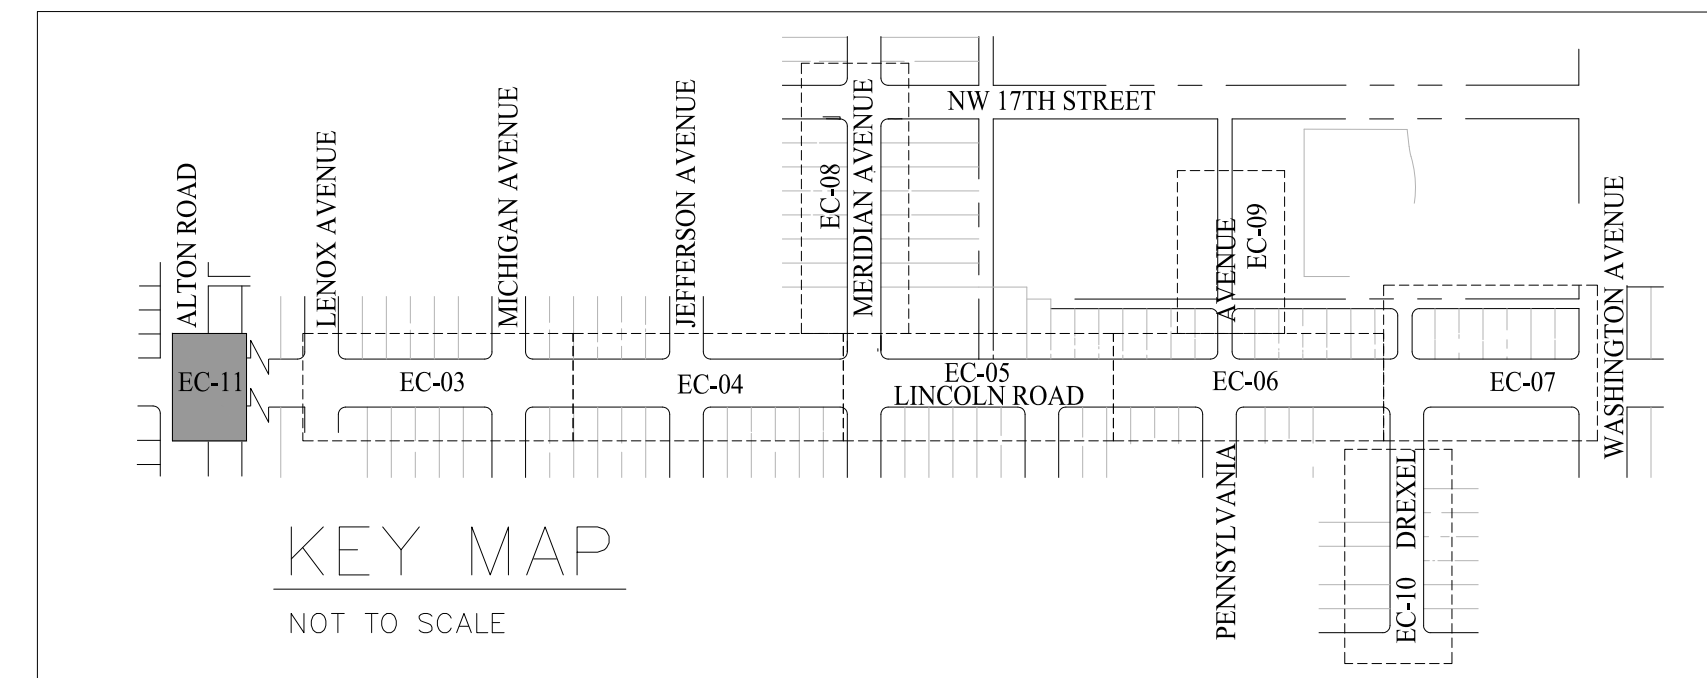 NW 17TH STREET
ALTON ROAD
LENOX AVENUE
MICHIGAN AVENUE
JEFFERSON AVENUE
EC-08
MERIDIAN AVENUE
AVENUE
EC-09
WASHINGTON AVENUE
EC-11
EC-03
EC-04
EC-05
LINCOLN ROAD
EC-06
EC-07
PENNSYLVANIA
EC-10 DREXEL
KEY MAP
NOT TO SCALE